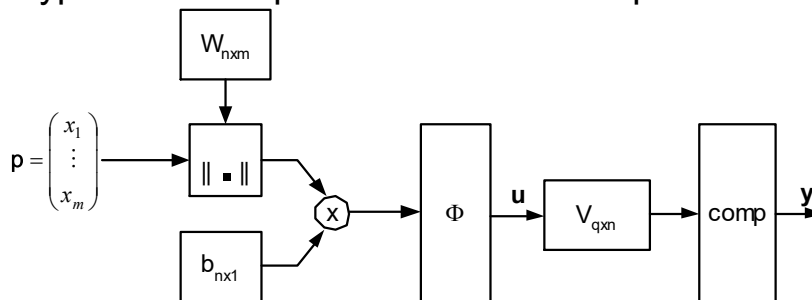 W_nxm
p = ( x_1 ⋮ x_m )
‖ ▪ ‖
x
b_nx1
Φ
u
V_qxn
comp
y